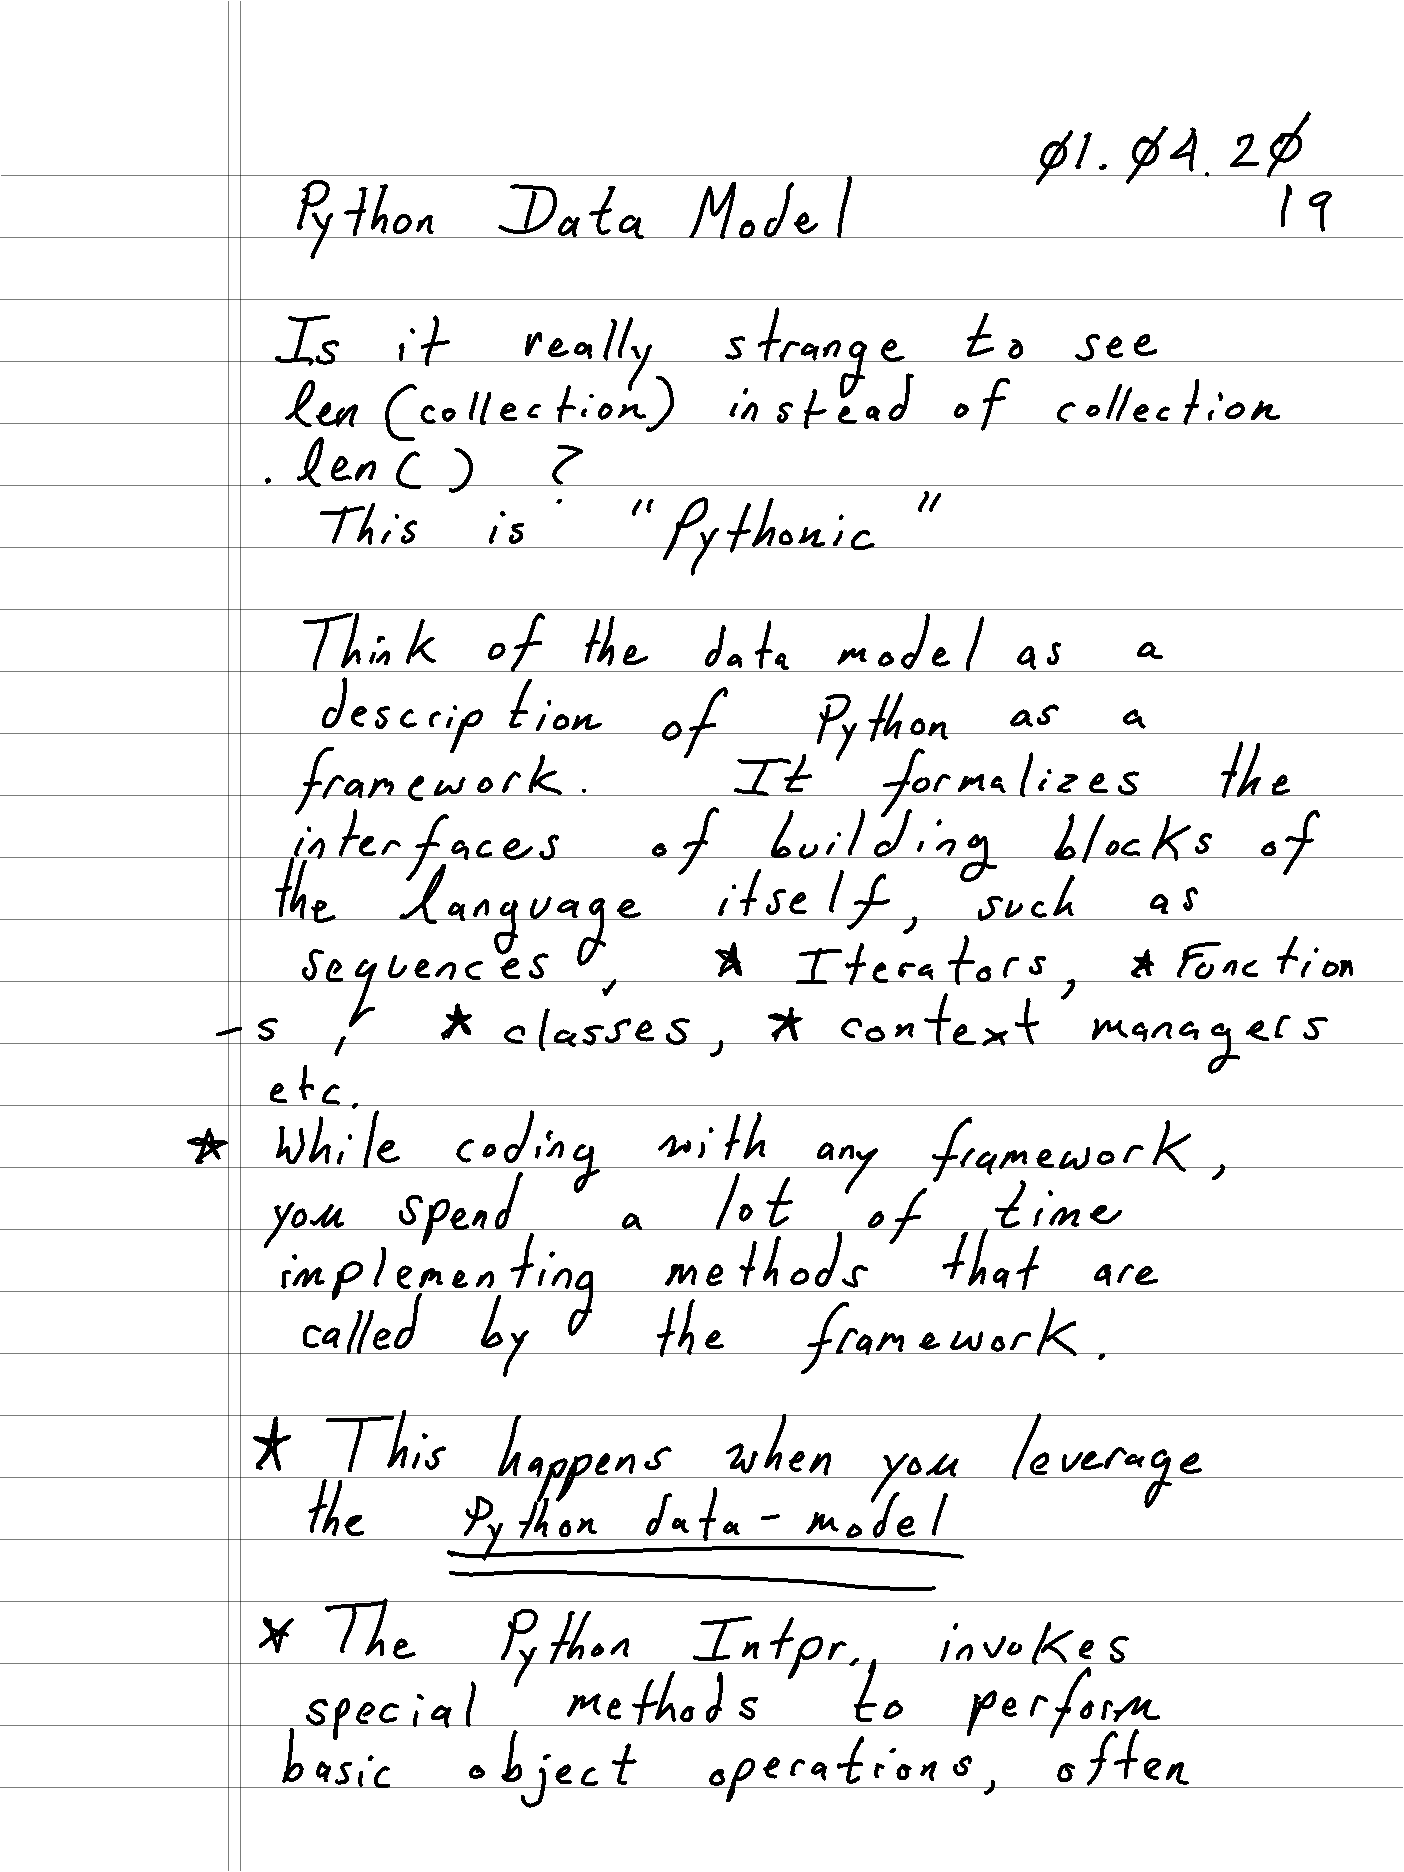 01.04.20
19
Python Data Model
Is it really strange to see
len (collection) instead of collection
.len( ) ?
This is "Pythonic"
Think of the data model as a
description of Python as a
framework. It formalizes the
interfaces of building blocks of
the language itself, such as
sequences, * Iterators, * Function
-s , * classes, * context managers
etc.
* While coding with any framework,
you spend a lot of time
implementing methods that are
called by the framework.
* This happens when you leverage
the Python data-model
* The Python Intpr., invokes
special methods to perform
basic object operations, often